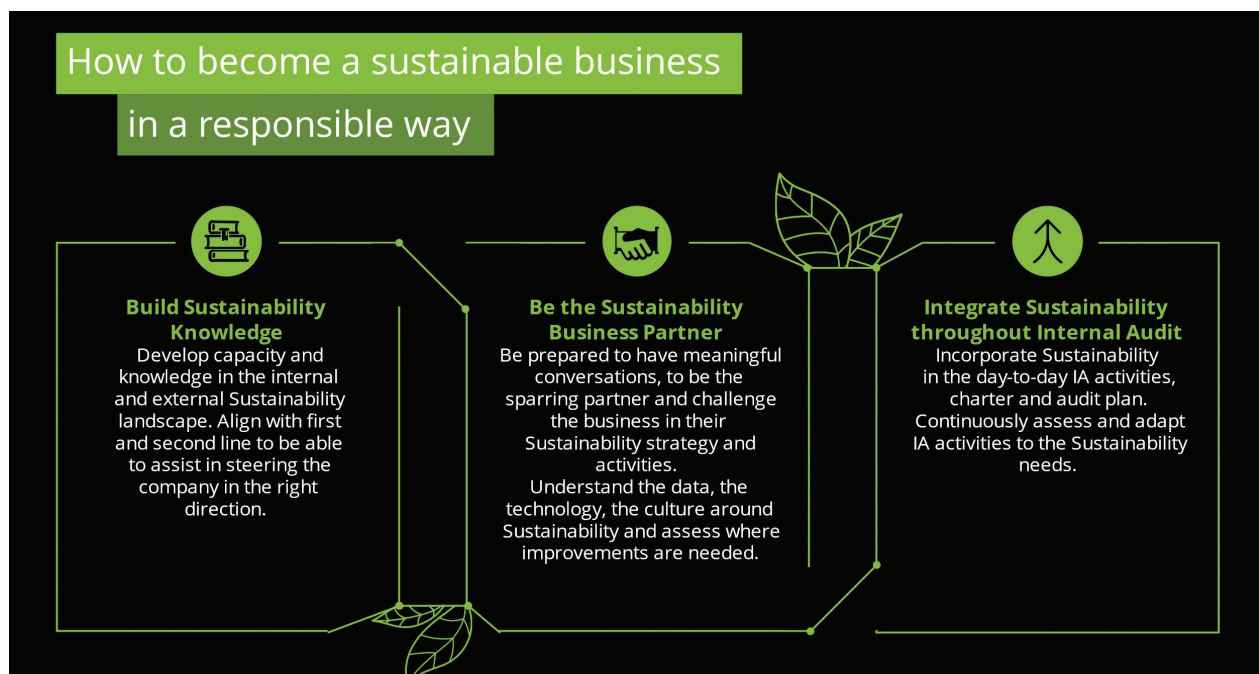 How to become a sustainable business
in a responsible way
Build Sustainability
Knowledge
Develop capacity and
knowledge in the internal
and external Sustainability
landscape. Align with first
and second line to be able
to assist in steering the
company in the right
direction.
Be the Sustainability
Business Partner
Be prepared to have meaningful
conversations, to be the
sparring partner and challenge
the business in their
Sustainability strategy and
activities.
Understand the data, the
technology, the culture around
Sustainability and assess where
improvements are needed.
Integrate Sustainability
throughout Internal Audit
Incorporate Sustainability
in the day-to-day IA activities,
charter and audit plan.
Continuously assess and adapt
IA activities to the Sustainability
needs.